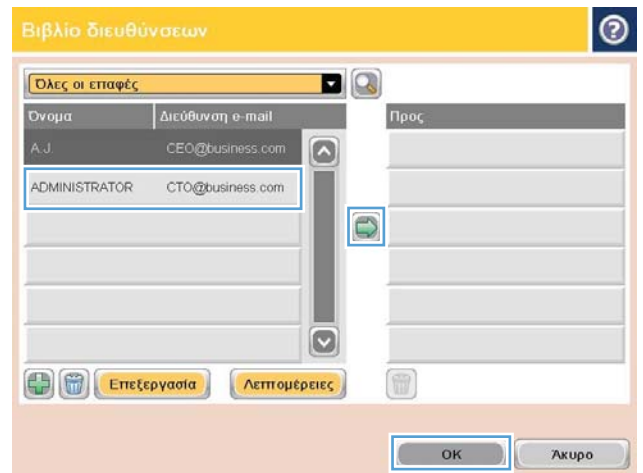 Βιβλίο διευθύνσεων
?
Όλες οι επαφές
Όνομα Διεύθυνση e-mail Προς
A.J. CEO@business.com
ADMINISTRATOR CTO@business.com
Επεξεργασία Λεπτομέρειες
OK Άκυρο